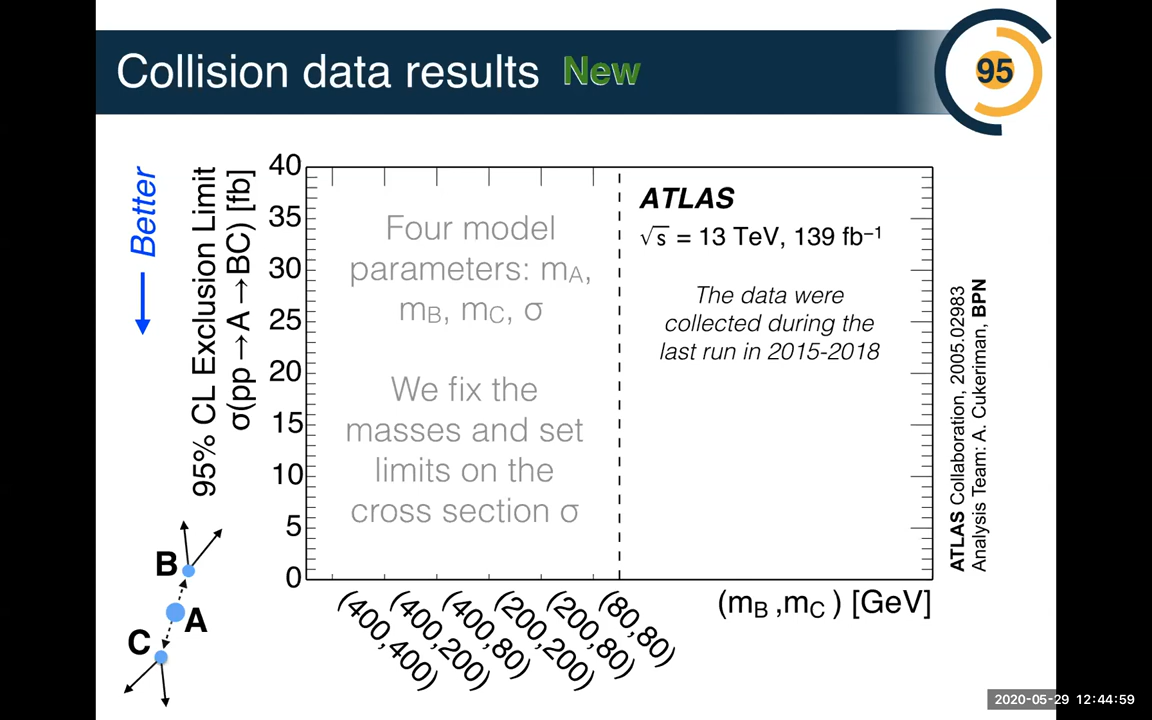 Collision data results New
95
Better
95% CL Exclusion Limit
σ(pp→A→BC) [fb]
40
35
30
25
20
15
10
5
0
Four model
parameters: mA,
mB, mC, σ
We fix the
masses and set
limits on the
cross section σ
ATLAS
√s = 13 TeV, 139 fb⁻¹
The data were
collected during the
last run in 2015-2018
ATLAS Collaboration, 2005.02983
Analysis Team: A. Cukeriman, BPN
B
A
C
(400,400)
(400,200)
(400,80)
(200,200)
(200,80)
(80,80)
(mB ,mC ) [GeV]
2020-05-29 12:44:59